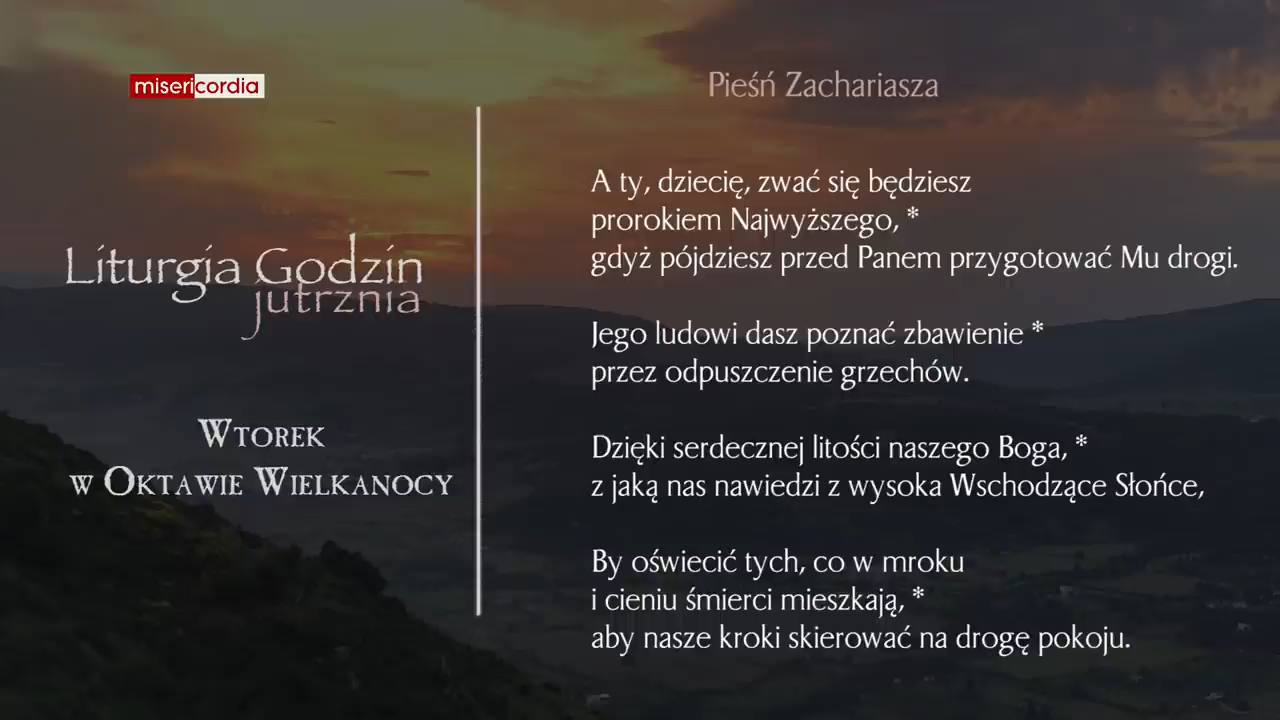 misericordia
Liturgia Godzin
jutrznia
Wtorek
w Oktawie Wielkanocy
Pieśń Zachariasza
A ty, dziecię, zwać się będziesz
prorokiem Najwyższego, *
gdyż pójdziesz przed Panem przygotować Mu drogi.
Jego ludowi dasz poznać zbawienie *
przez odpuszczenie grzechów.
Dzięki serdecznej litości naszego Boga, *
z jaką nas nawiedzi z wysoka Wschodzące Słońce,
By oświecić tych, co w mroku
i cieniu śmierci mieszkają, *
aby nasze kroki skierować na drogę pokoju.